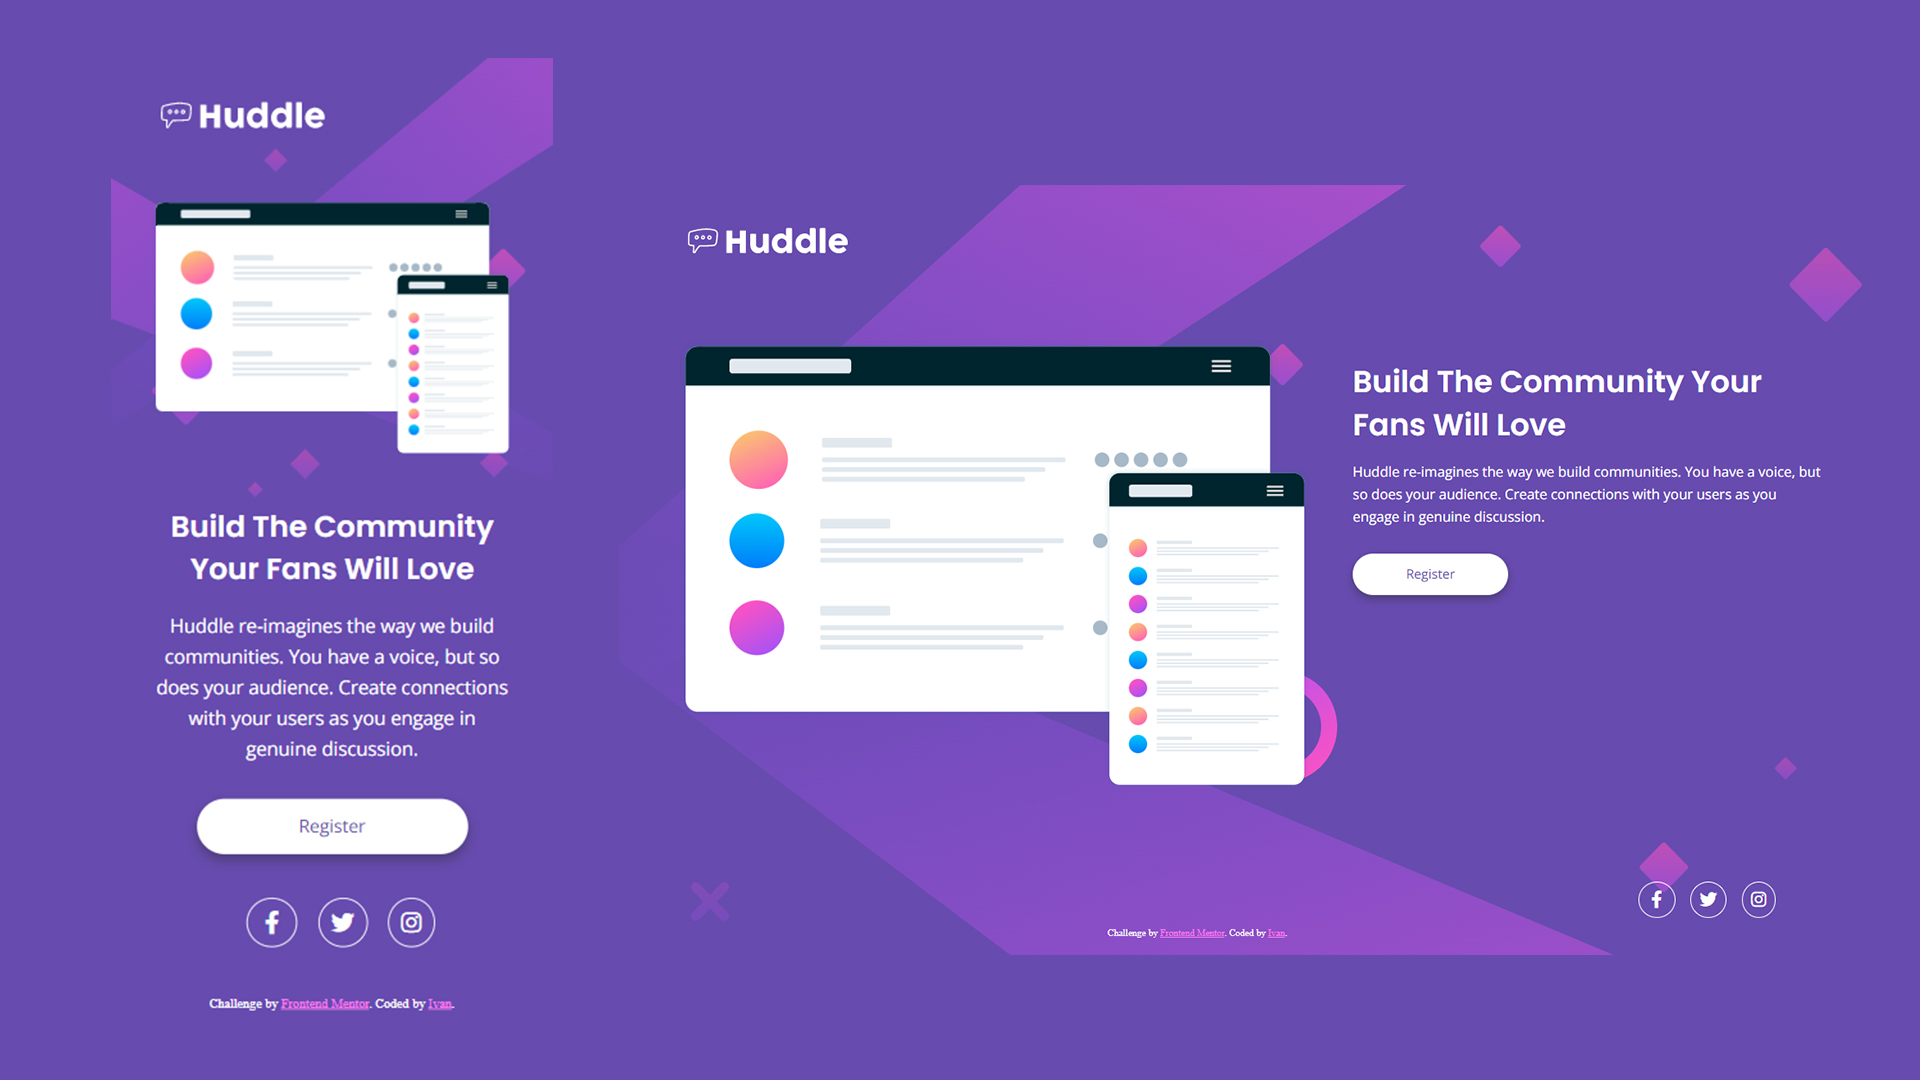 Huddle
Build The Community
Your Fans Will Love
Huddle re-imagines the way we build
communities. You have a voice, but so
does your audience. Create connections
with your users as you engage in
genuine discussion.
Register
Challenge by Frontend Mentor. Coded by Ivan.
Huddle
Build The Community Your
Fans Will Love
Huddle re-imagines the way we build communities. You have a voice, but
so does your audience. Create connections with your users as you
engage in genuine discussion.
Register
Challenge by Frontend Mentor. Coded by Ivan.